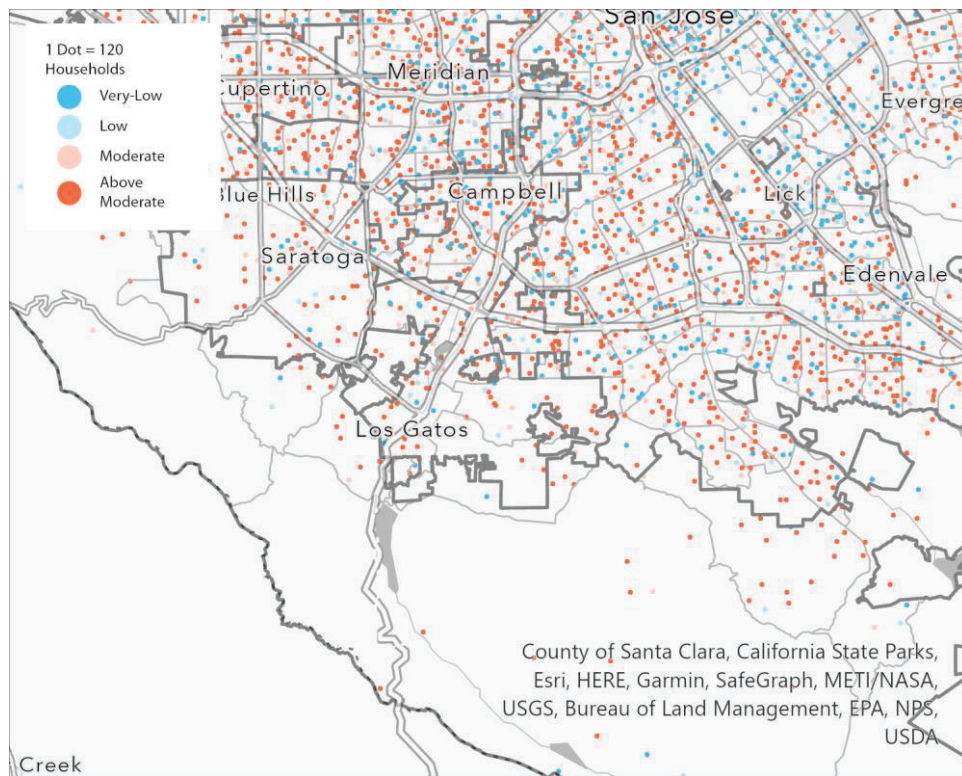 San Jose
1 Dot = 120
Households
Very-Low
Low
Moderate
Above
Moderate
Meridian
Cupertino
Evergre
Blue Hills
Campbell
Lick
Saratoga
Edenvale
S
Los Gatos
County of Santa Clara, California State Parks,
Esri, HERE, Garmin, SafeGraph, METI/NASA,
USGS, Bureau of Land Management, EPA, NPS,
USDA
Creek